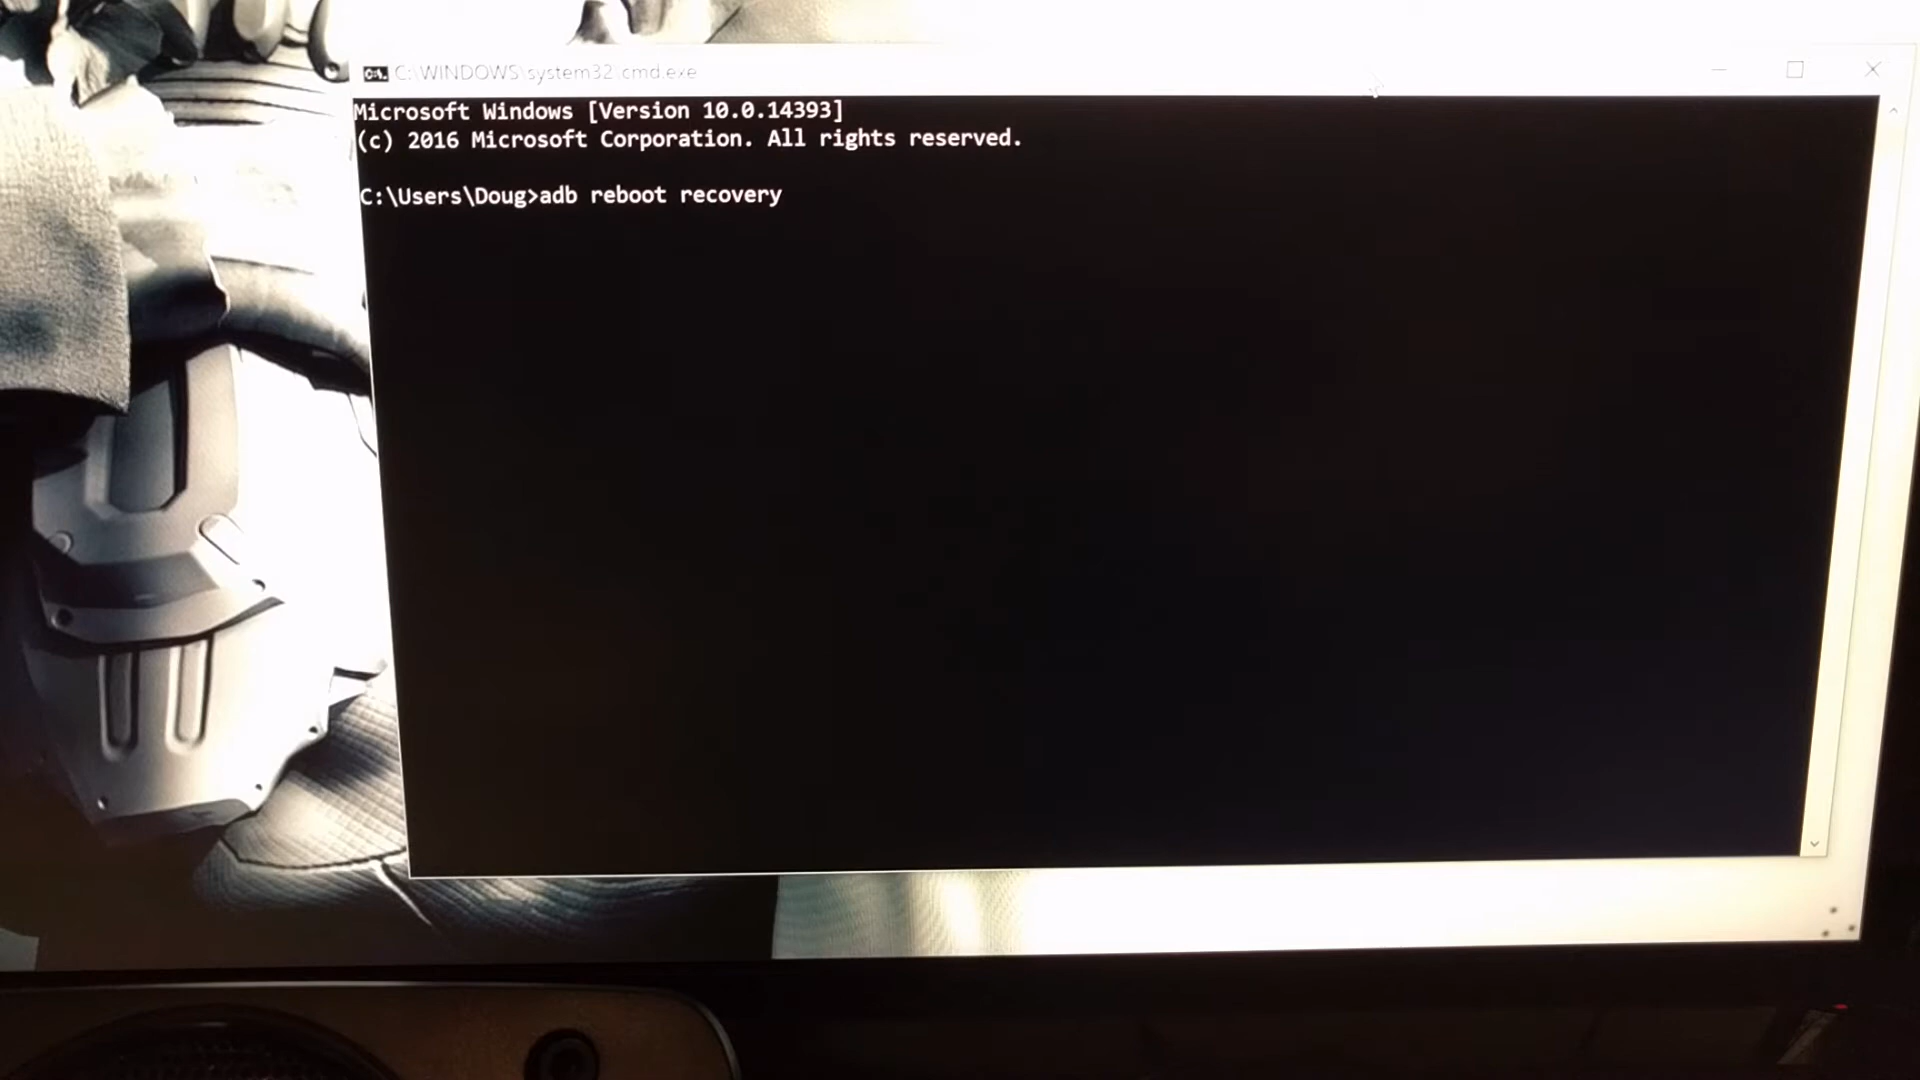 C:\WINDOWS\system32\cmd.exe
Microsoft Windows [Version 10.0.14393]
(c) 2016 Microsoft Corporation. All rights reserved.
C:\Users\Doug>adb reboot recovery